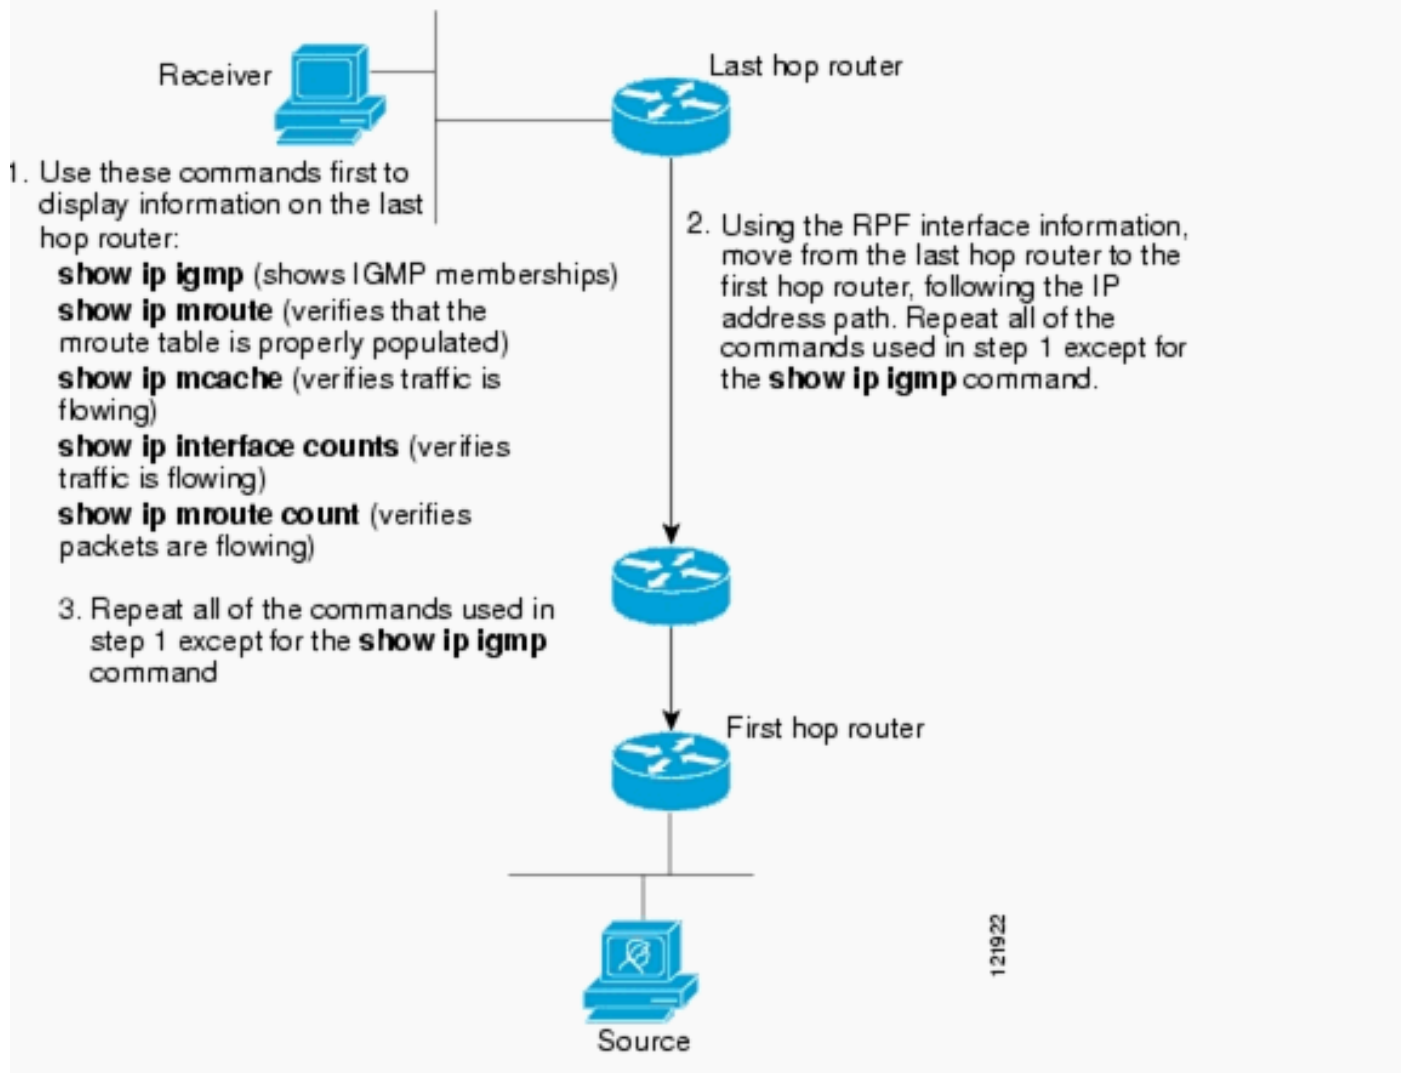 Receiver
Last hop router
1. Use these commands first to
display information on the last
hop router:
show ip igmp (shows IGMP memberships)
show ip mroute (verifies that the
mroute table is properly populated)
show ip mcache (verifies traffic is
flowing)
show ip interface counts (verifies
traffic is flowing)
show ip mroute count (verifies
packets are flowing)
2. Using the RPF interface information,
move from the last hop router to the
first hop router, following the IP
address path. Repeat all of the
commands used in step 1 except for
the show ip igmp command.
3. Repeat all of the commands used in
step 1 except for the show ip igmp
command
First hop router
Source
121922